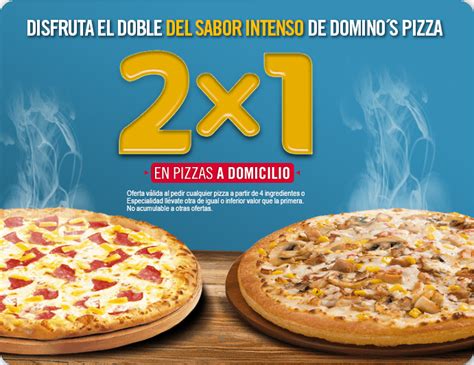 DISFRUTA EL DOBLE DEL SABOR INTENSO DE DOMINO´S PIZZA
2x1
EN PIZZAS A DOMICILIO
Oferta válida al pedir cualquier pizza a partir de 4 ingredientes o
Especialidad llévate otra de igual o inferior valor que la primera.
No acumulable a otras ofertas.